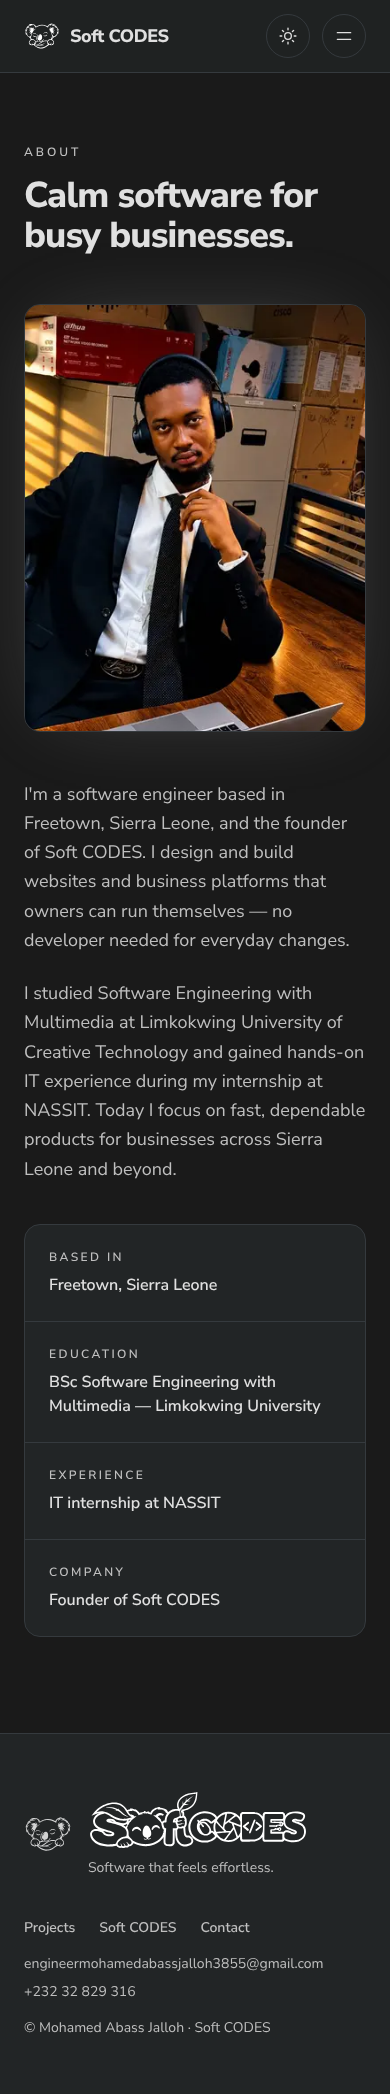 Soft CODES
ABOUT
Calm software for
busy businesses.
alhua
I'm a software engineer based in
Freetown, Sierra Leone, and the founder
of Soft CODES. I design and build
websites and business platforms that
owners can run themselves — no
developer needed for everyday changes.
I studied Software Engineering with
Multimedia at Limkokwing University of
Creative Technology and gained hands-on
IT experience during my internship at
NASSIT. Today I focus on fast, dependable
products for businesses across Sierra
Leone and beyond.
BASED IN
Freetown, Sierra Leone
EDUCATION
BSc Software Engineering with
Multimedia — Limkokwing University
EXPERIENCE
IT internship at NASSIT
COMPANY
Founder of Soft CODES
SoftCODES
Software that feels effortless.
Projects Soft CODES Contact
engineermohamedabassjalloh3855@gmail.com
+232 32 829 316
© Mohamed Abass Jalloh · Soft CODES